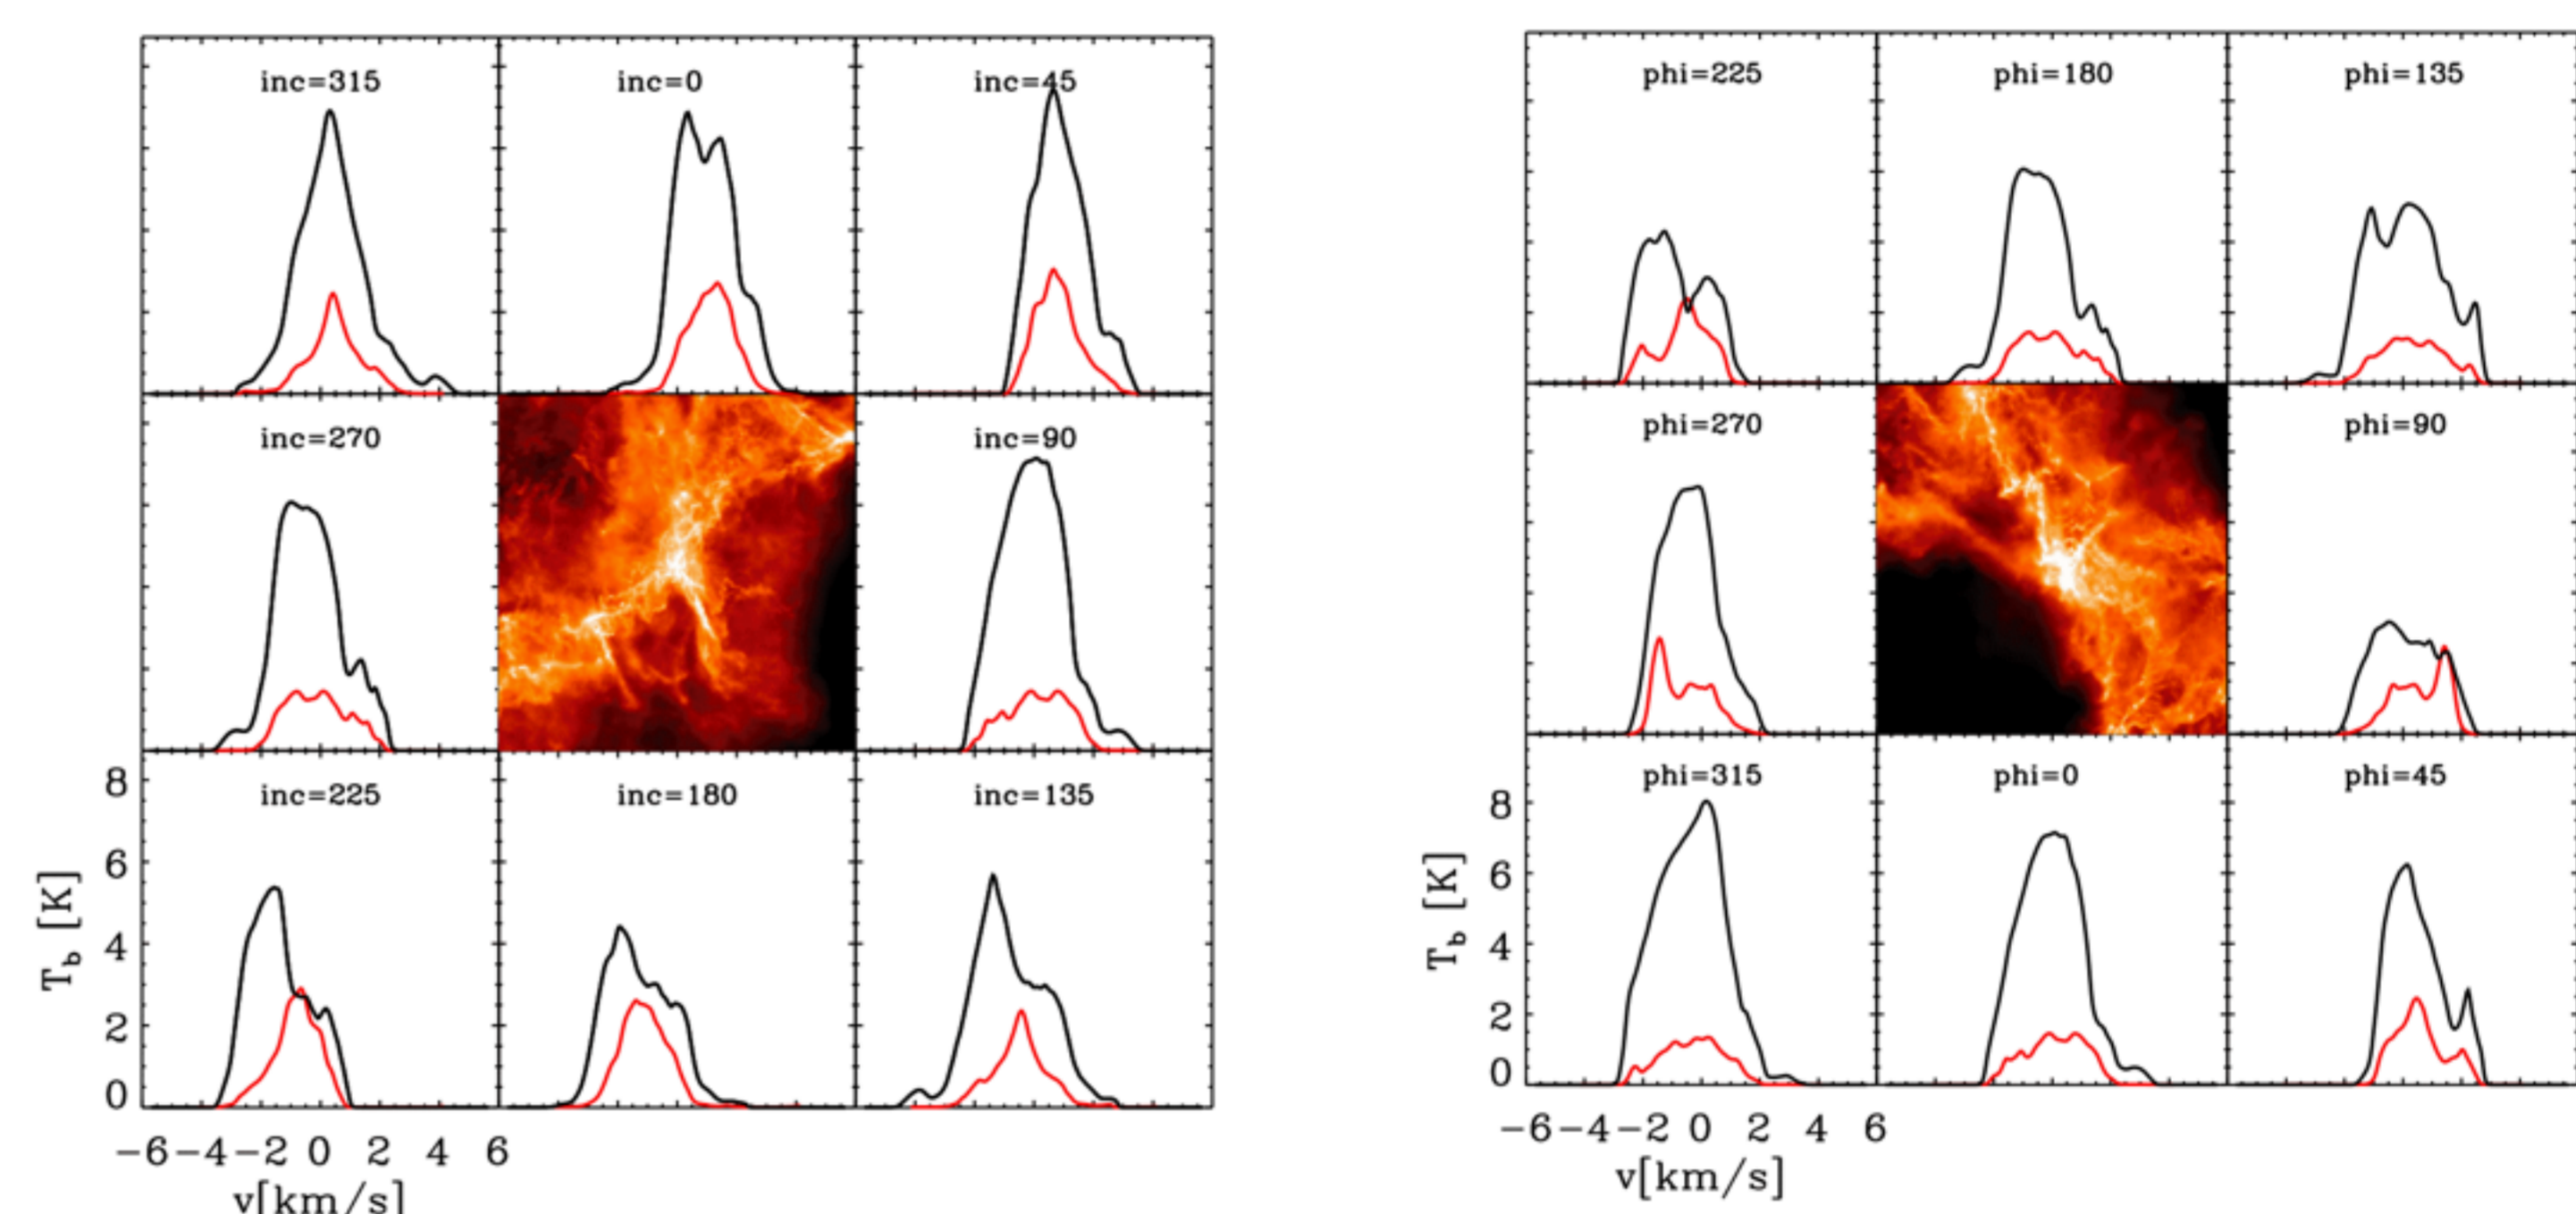 inc=315 inc=0 inc=45
inc=270 inc=90
inc=225 inc=180 inc=135
8
6
4
2
0
T_b [K]
−6 −4 −2 0 2 4 6
v[km/s]
phi=225 phi=180 phi=135
phi=270 phi=90
phi=315 phi=0 phi=45
8
6
4
2
0
T_b [K]
−6 −4 −2 0 2 4 6
v[km/s]